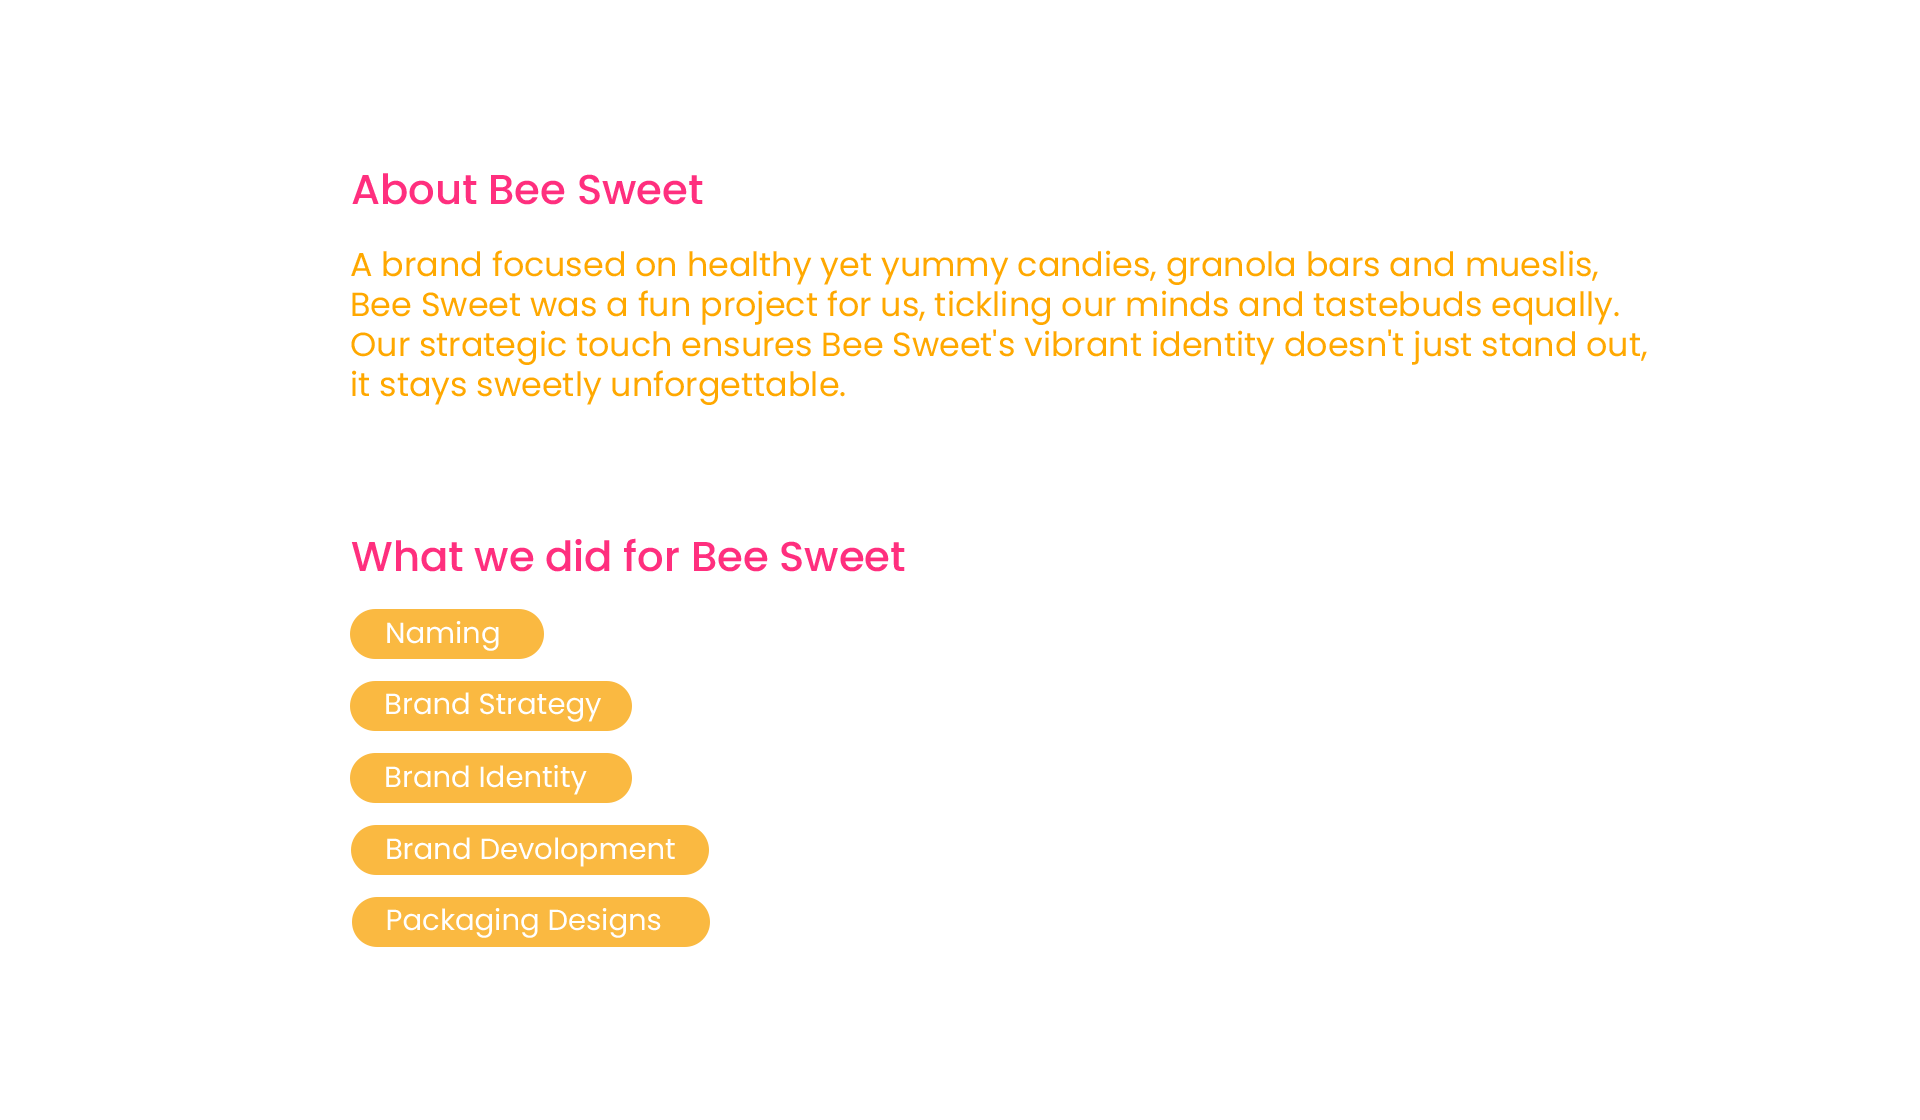 About Bee Sweet
A brand focused on healthy yet yummy candies, granola bars and mueslis,
Bee Sweet was a fun project for us, tickling our minds and tastebuds equally.
Our strategic touch ensures Bee Sweet's vibrant identity doesn't just stand out,
it stays sweetly unforgettable.
What we did for Bee Sweet
Naming
Brand Strategy
Brand Identity
Brand Devolopment
Packaging Designs